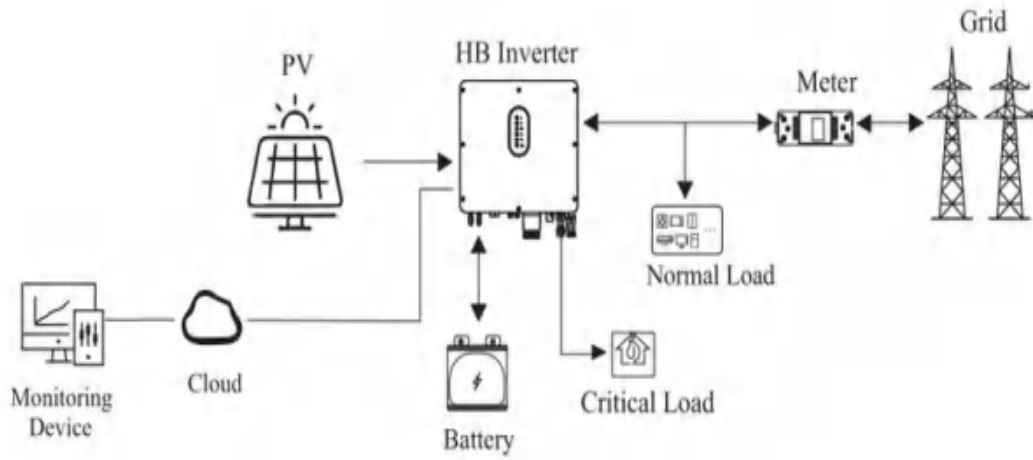 Grid
HB Inverter
PV
Meter
Normal Load
Cloud
Monitoring
Device
Critical Load
Battery